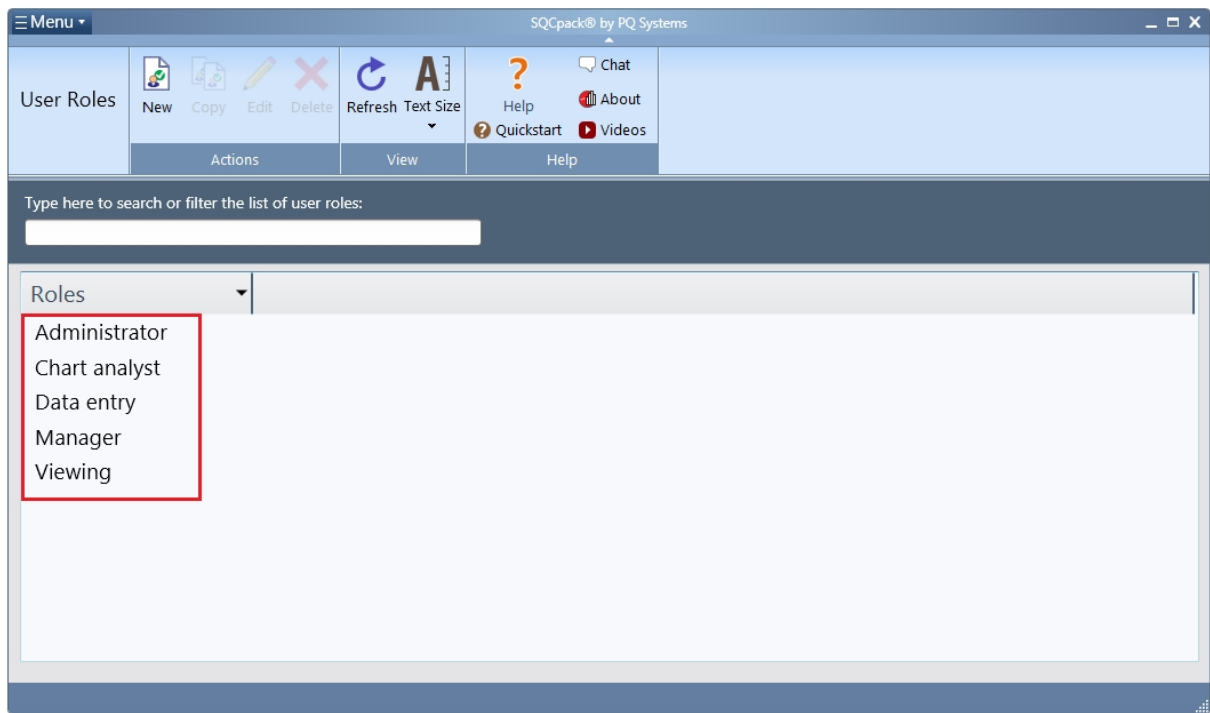 Menu
SQCpack® by PQ Systems
User Roles
New
Copy
Edit
Delete
Actions
Refresh
Text Size
View
Help
Quickstart
Chat
About
Videos
Help
Type here to search or filter the list of user roles:
Roles
Administrator
Chart analyst
Data entry
Manager
Viewing